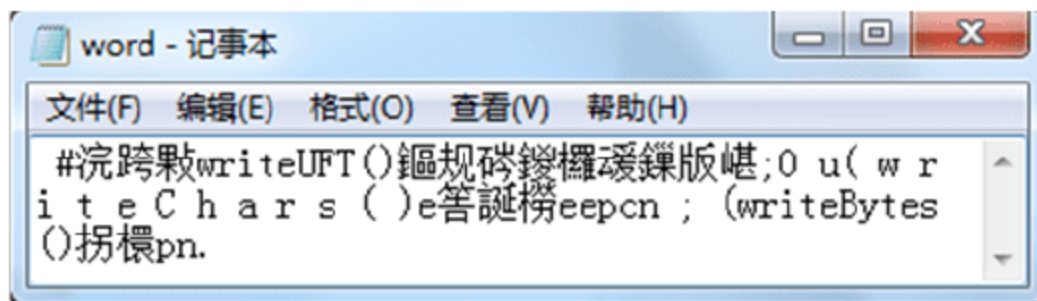 word - 记事本
文件(F) 编辑(E) 格式(O) 查看(V) 帮助(H)
#浣跨敤writeUFT()鏂规硶鍐欏叆鏁版嵁;0 u( w r
i t e C h a r s ( )e筈誕橯eepcn ; (writeBytes
()拐檂pn.